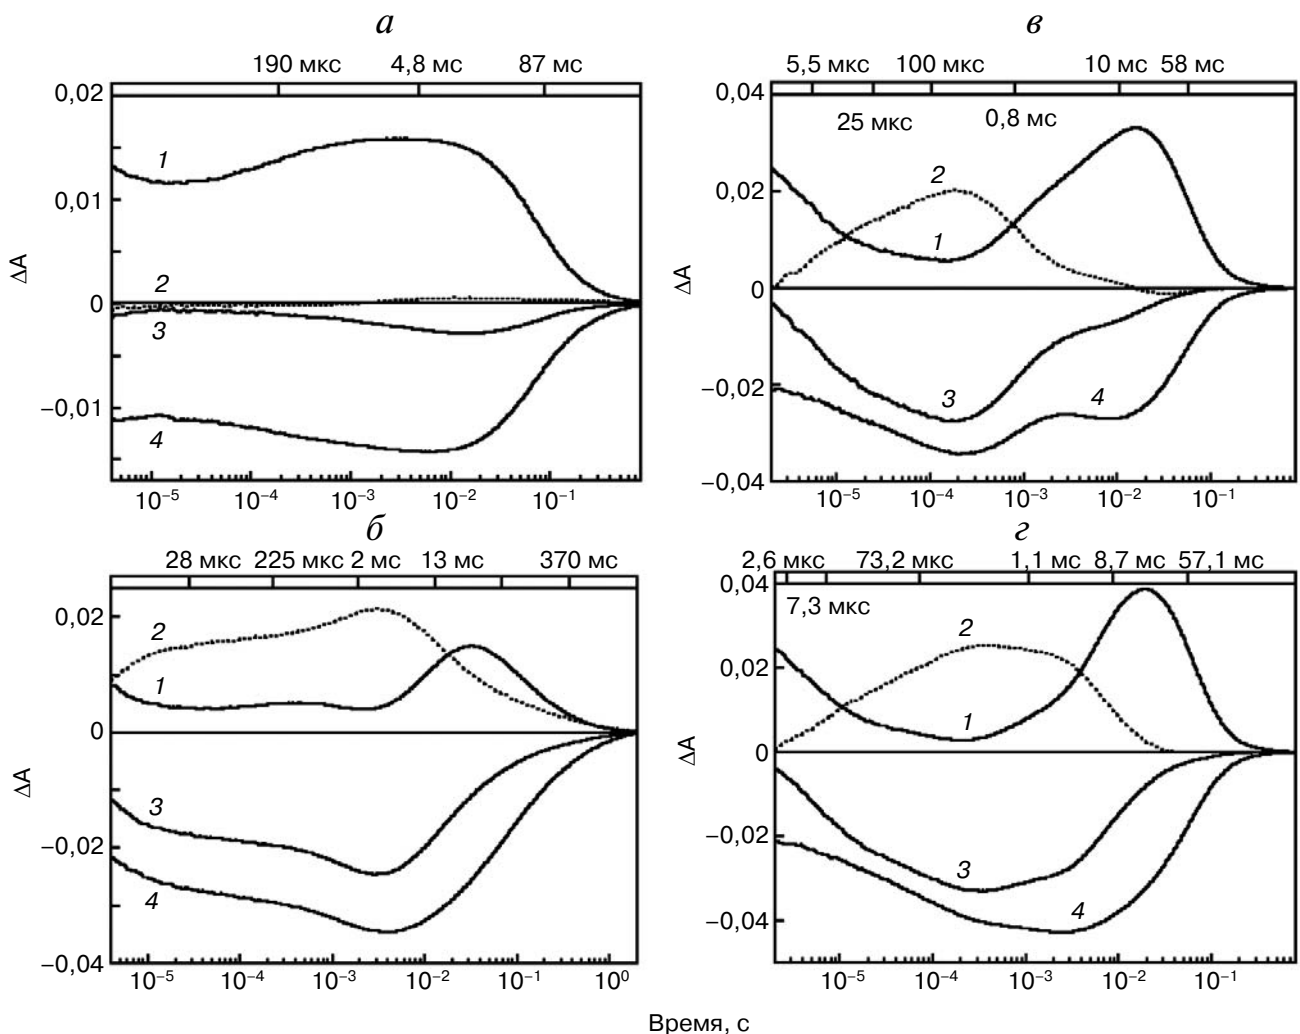 а
190 мкс 4,8 мс 87 мс
0,02
0,01
0
−0,01
ΔA
1
2
3
4
10⁻⁵ 10⁻⁴ 10⁻³ 10⁻² 10⁻¹
в
5,5 мкс 100 мкс 10 мс 58 мс
25 мкс 0,8 мс
0,04
0,02
0
−0,02
−0,04
ΔA
2
1
3
4
10⁻⁵ 10⁻⁴ 10⁻³ 10⁻² 10⁻¹
б
28 мкс 225 мкс 2 мс 13 мс 370 мс
0,02
0
−0,02
−0,04
ΔA
2
1
3
4
10⁻⁵ 10⁻⁴ 10⁻³ 10⁻² 10⁻¹ 10⁰
г
2,6 мкс 73,2 мкс 1,1 мс 8,7 мс 57,1 мс
7,3 мкс
0,04
0,02
0
−0,02
−0,04
ΔA
2
1
3
4
10⁻⁵ 10⁻⁴ 10⁻³ 10⁻² 10⁻¹
Время, с